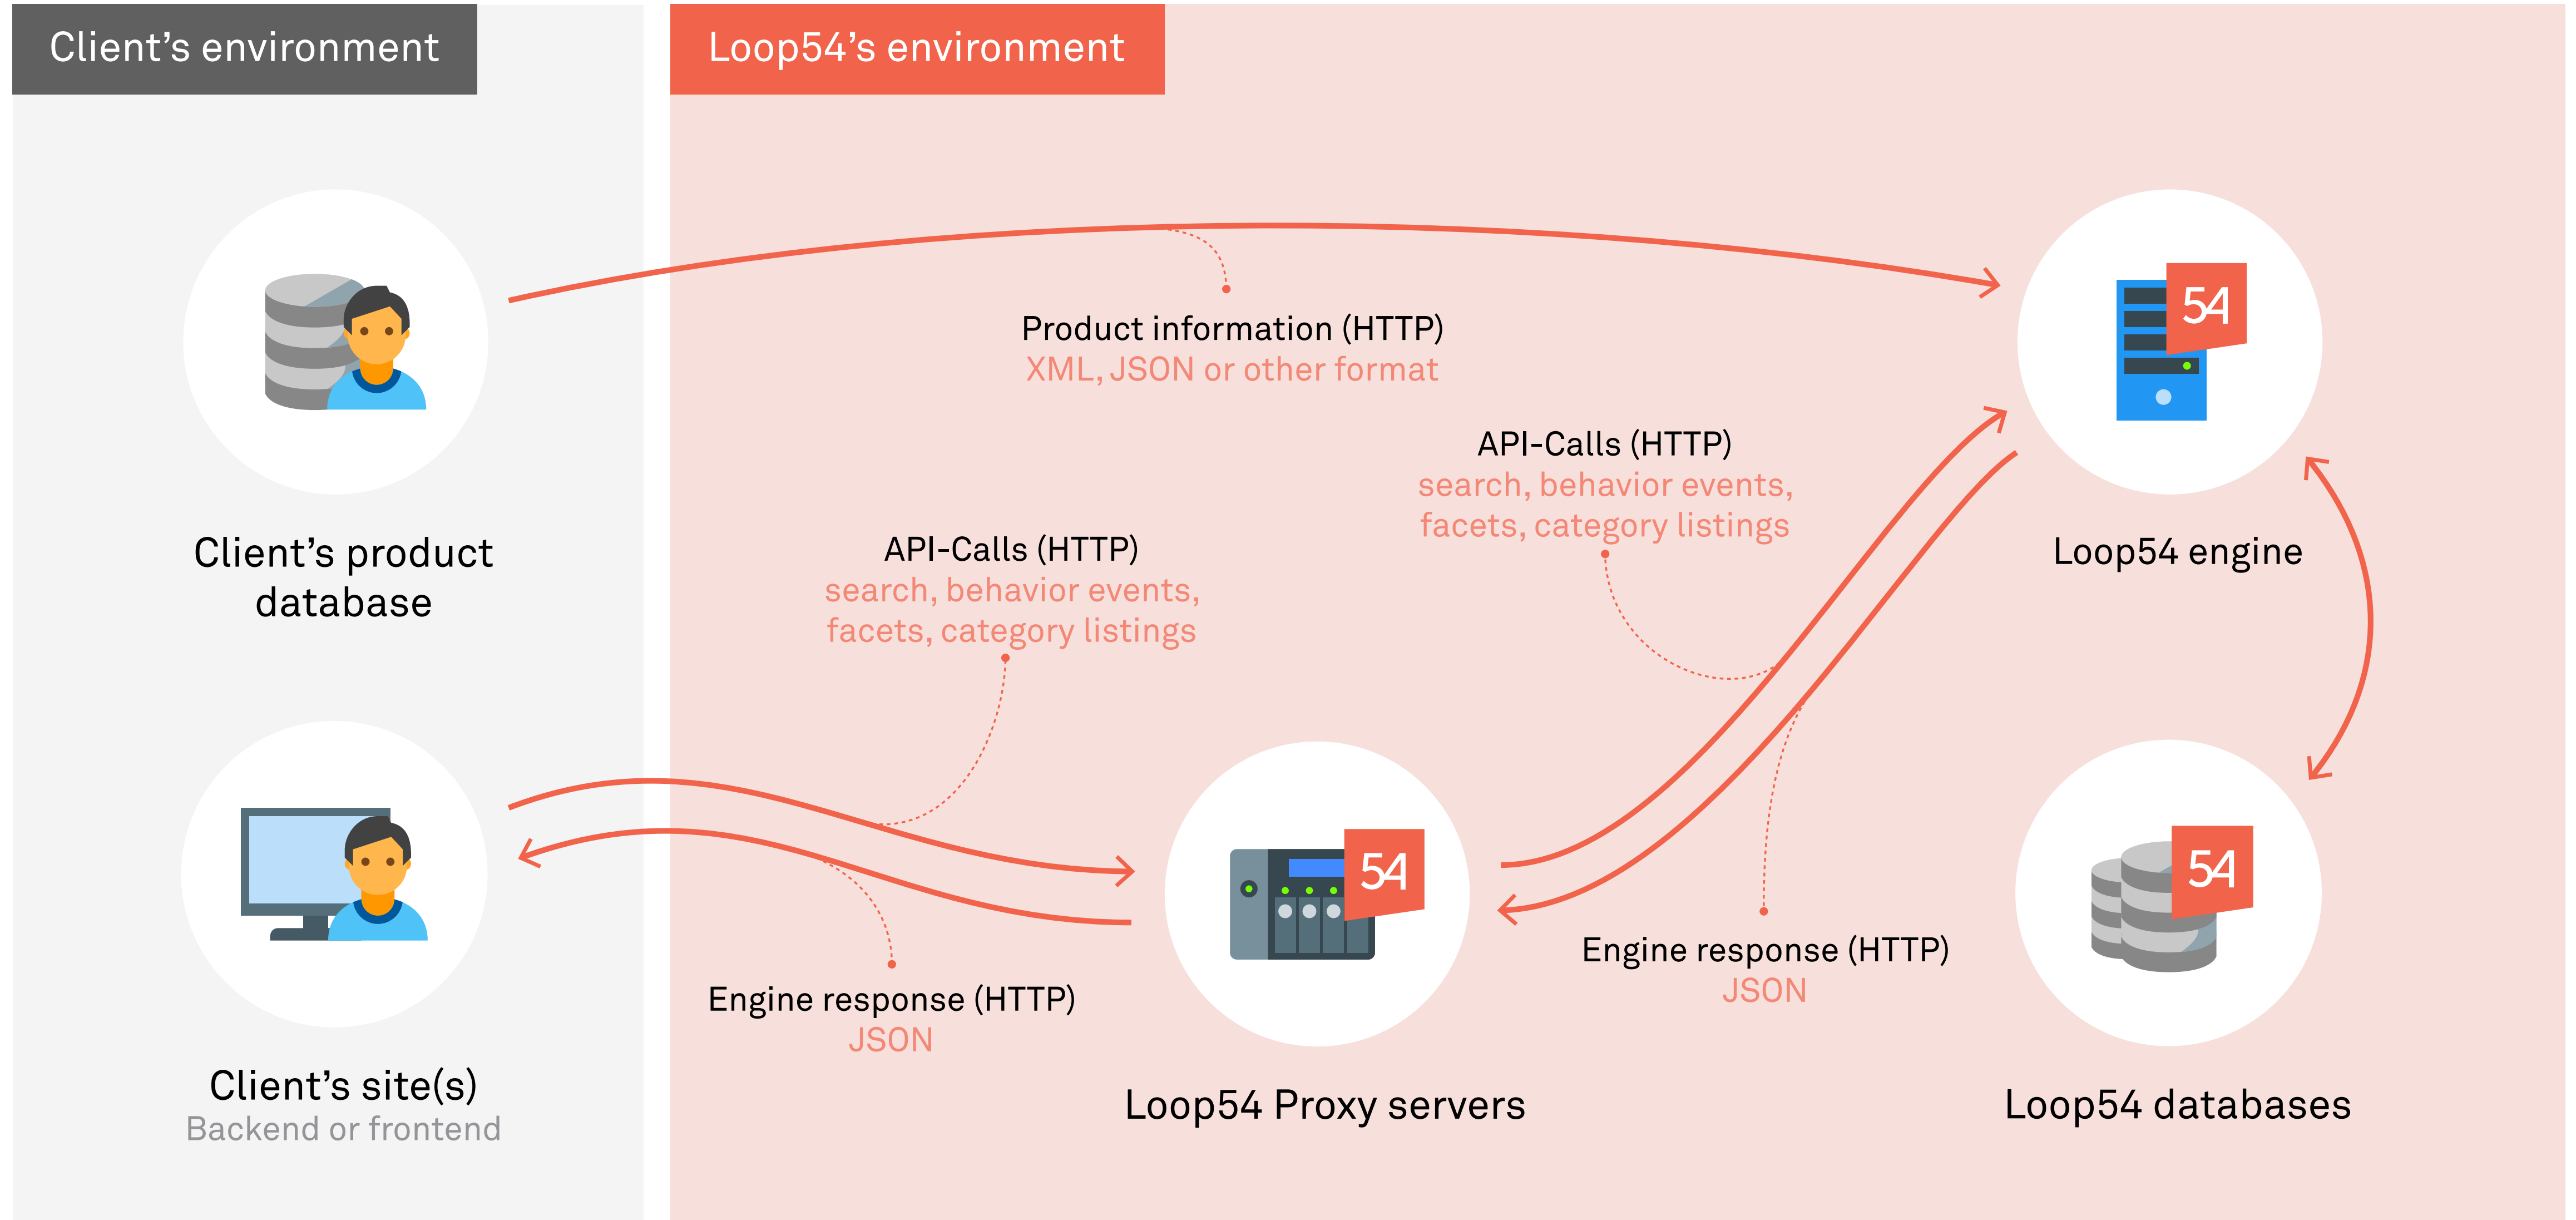 Client’s environment
Loop54’s environment
54
Product information (HTTP)
XML, JSON or other format
API-Calls (HTTP)
search, behavior events,
facets, category listings
Client’s product
database
Loop54 engine
API-Calls (HTTP)
search, behavior events,
facets, category listings
54
54
Engine response (HTTP)
JSON
Engine response (HTTP)
JSON
Client’s site(s)
Backend or frontend
Loop54 Proxy servers
Loop54 databases